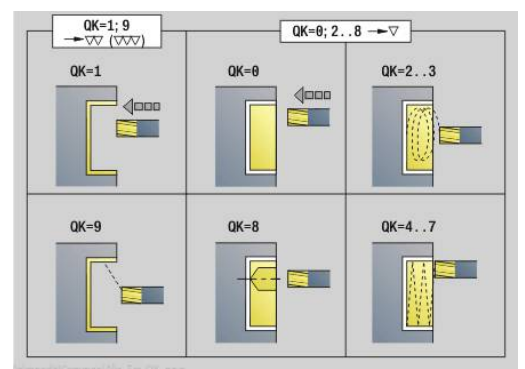 QK=1; 9
→▽▽ (▽▽▽)
QK=0; 2..8 →▽
QK=1
QK=0
QK=2..3
QK=9
QK=8
QK=4..7